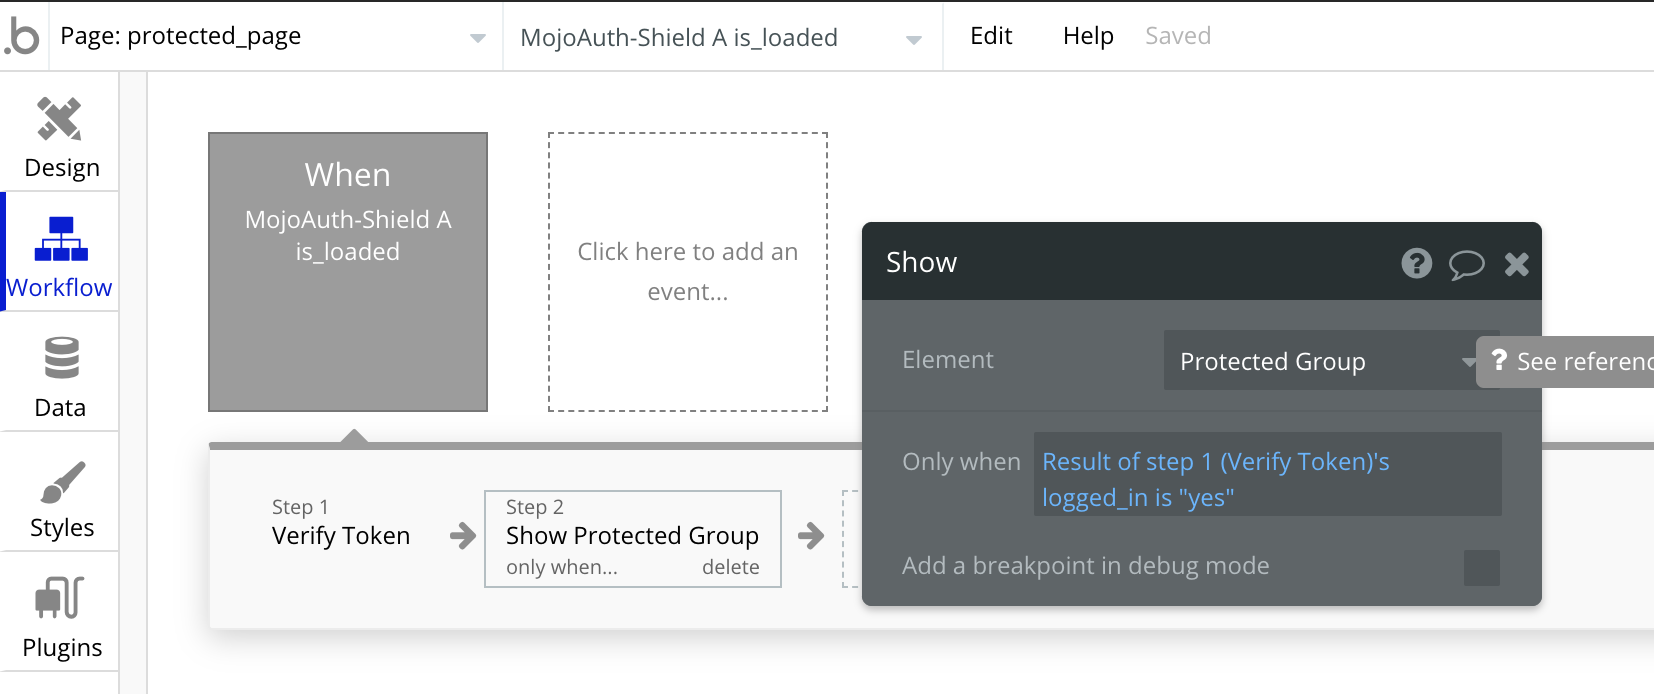 .b
Page: protected_page
MojoAuth-Shield A is_loaded
Edit
Help
Saved
Design
Workflow
Data
Styles
Plugins
When
MojoAuth-Shield A
is_loaded
Click here to add an
event...
Step 1
Verify Token
Step 2
Show Protected Group
only when...
delete
Show
Element
Protected Group
? See referenc
Only when
Result of step 1 (Verify Token)'s
logged_in is "yes"
Add a breakpoint in debug mode